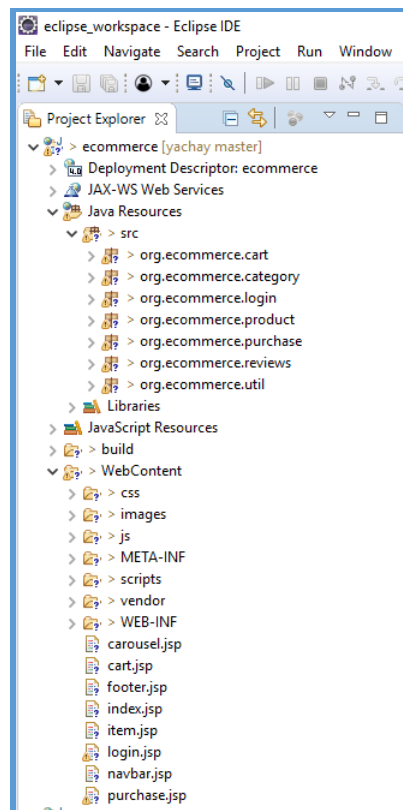 eclipse_workspace - Eclipse IDE
File Edit Navigate Search Project Run Window
Project Explorer
> ecommerce [yachay master]
Deployment Descriptor: ecommerce
JAX-WS Web Services
Java Resources
> src
> org.ecommerce.cart
> org.ecommerce.category
> org.ecommerce.login
> org.ecommerce.product
> org.ecommerce.purchase
> org.ecommerce.reviews
> org.ecommerce.util
Libraries
JavaScript Resources
> build
> WebContent
> css
> images
> js
> META-INF
> scripts
> vendor
> WEB-INF
carousel.jsp
cart.jsp
footer.jsp
index.jsp
item.jsp
login.jsp
navbar.jsp
purchase.jsp